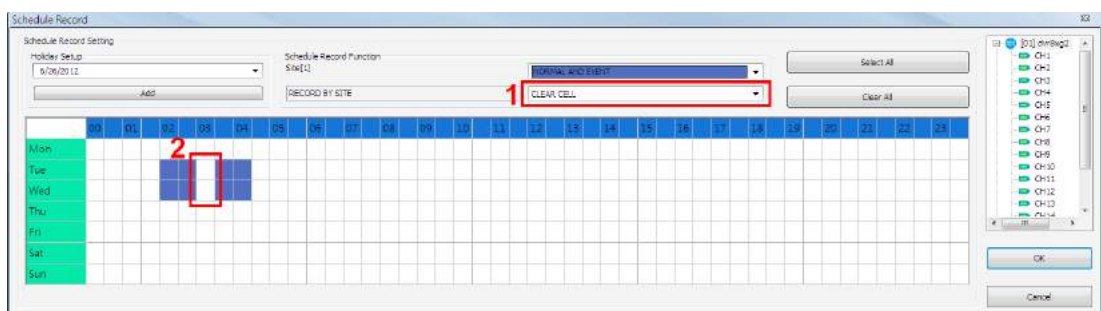 Schedule Record
Schedule Record Setting
Holiday Setup
6/26/2012
Add
Schedule Record Function
Site[1]
RECORD BY SITE
NORMAL AND EVENT
1
CLEAR CELL
Select All
Clear All
00 01 02 03 04 05 06 07 08 09 10 11 12 13 14 15 16 17 18 19 20 21 22 23
2
Mon
Tue
Wed
Thu
Fri
Sat
Sun
CH1
CH2
CH3
CH4
CH5
CH6
CH7
CH8
CH9
CH10
CH11
CH12
CH13
CH14
OK
Cancel